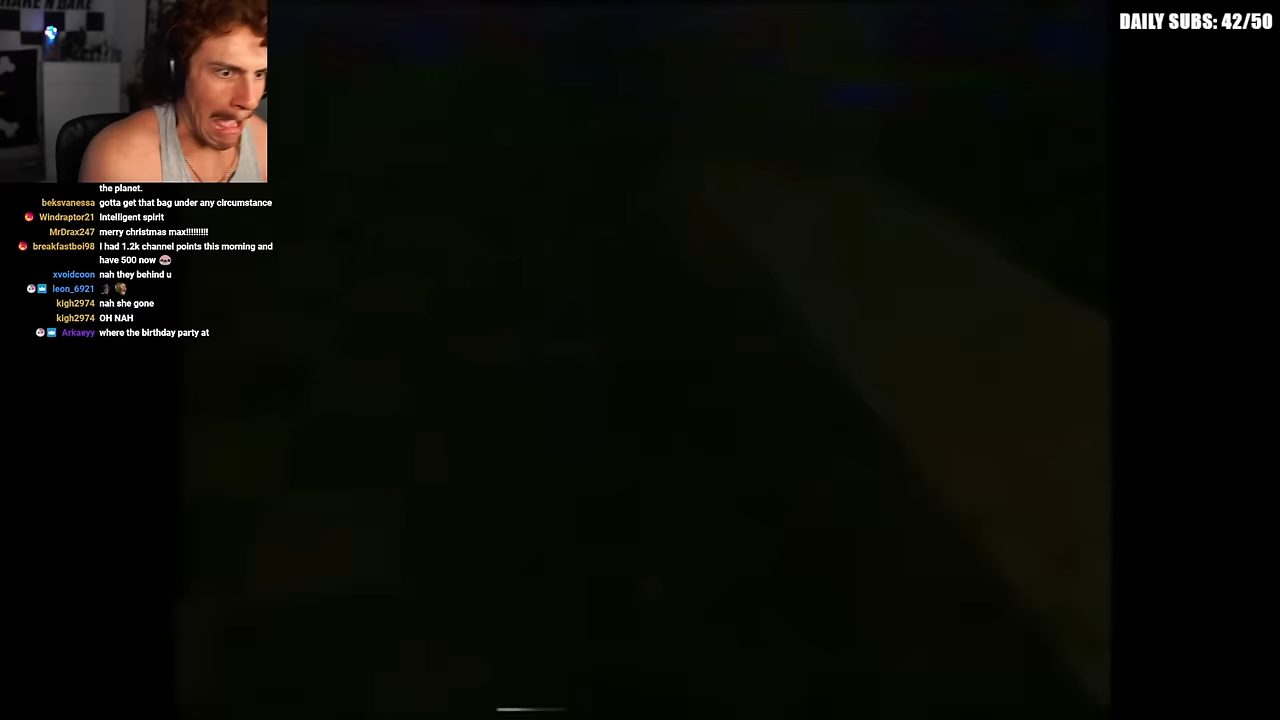 DAILY SUBS: 42/50
the planet.
beksvanessa gotta get that bag under any circumstance
Windraptor21 Intelligent spirit
MrDrax247 merry christmas max!!!!!!!!!
breakfastboi98 I had 1.2k channel points this morning and
have 500 now
xvoidcoon nah they behind u
leon_6921
kigh2974 nah she gone
kigh2974 OH NAH
Arkaeyy where the birthday party at